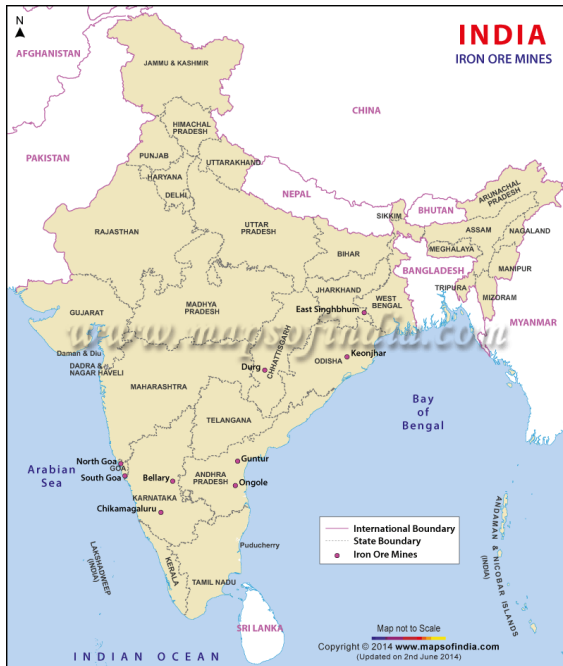 N
INDIA
IRON ORE MINES
AFGHANISTAN
JAMMU & KASHMIR
CHINA
HIMACHAL
PRADESH
PAKISTAN
PUNJAB
UTTARAKHAND
HARYANA
DELHI
NEPAL
ARUNACHAL
PRADESH
RAJASTHAN
UTTAR
PRADESH
SIKKIM
BHUTAN
ASSAM
NAGALAND
BIHAR
MEGHALAYA
BANGLADESH
MANIPUR
JHARKHAND
WEST
BENGAL
TRIPURA
MIZORAM
GUJARAT
MADHYA
PRADESH
East Singhbhum
MYANMAR
www.mapsofindia.com
Daman & Diu
DADRA &
NAGAR HAVELI
CHHATTISGARH
ODISHA
Keonjhar
Durg
MAHARASHTRA
Bay
of
Bengal
TELANGANA
North Goa
GOA
South Goa
Arabian
Sea
Guntur
Bellary
ANDHRA
PRADESH
Ongole
KARNATAKA
Chikamagaluru
ANDAMAN & NICOBAR ISLANDS
(INDIA)
International Boundary
State Boundary
Iron Ore Mines
LAKSHADWEEP
(INDIA)
Puducherry
KERALA
TAMIL NADU
SRI LANKA
Map not to Scale
Copyright © 2014 www.mapsofindia.com
(Updated on 2nd June 2014)
INDIAN OCEAN